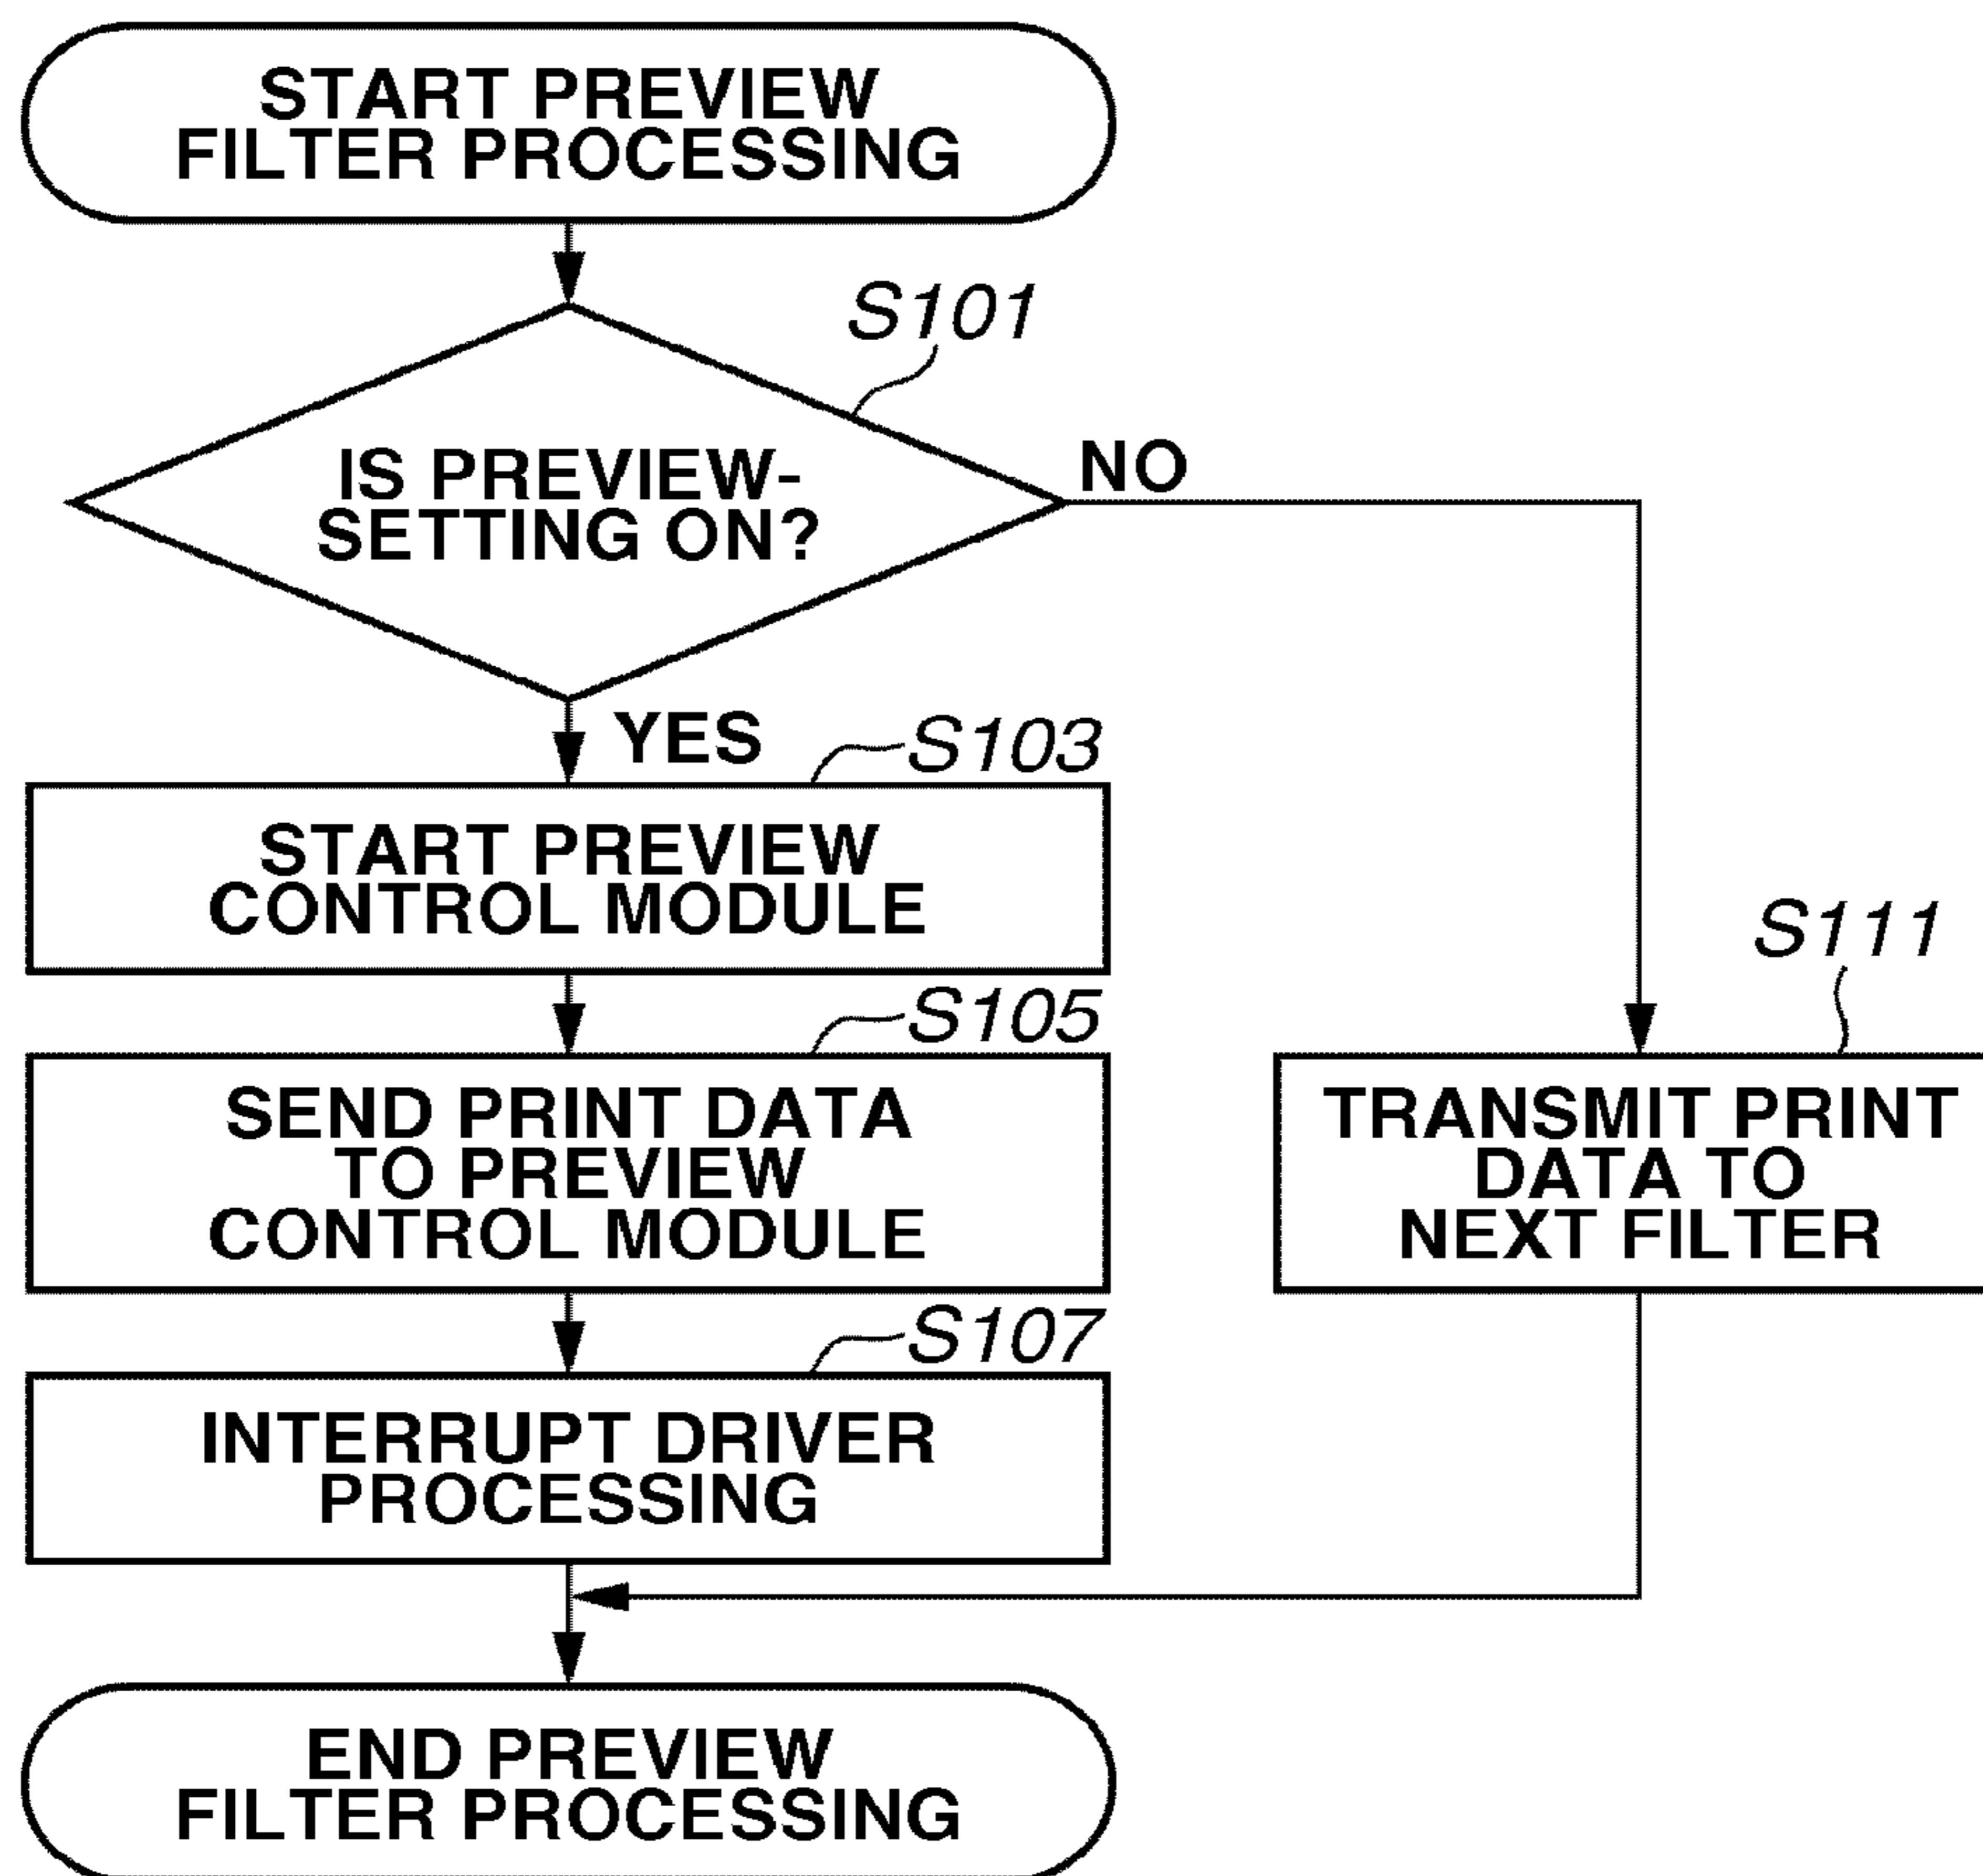 START PREVIEW
FILTER PROCESSING
S101
IS PREVIEW-
SETTING ON?
NO
YES
S103
START PREVIEW
CONTROL MODULE
S105
SEND PRINT DATA
TO PREVIEW
CONTROL MODULE
S111
TRANSMIT PRINT
DATA TO
NEXT FILTER
S107
INTERRUPT DRIVER
PROCESSING
END PREVIEW
FILTER PROCESSING